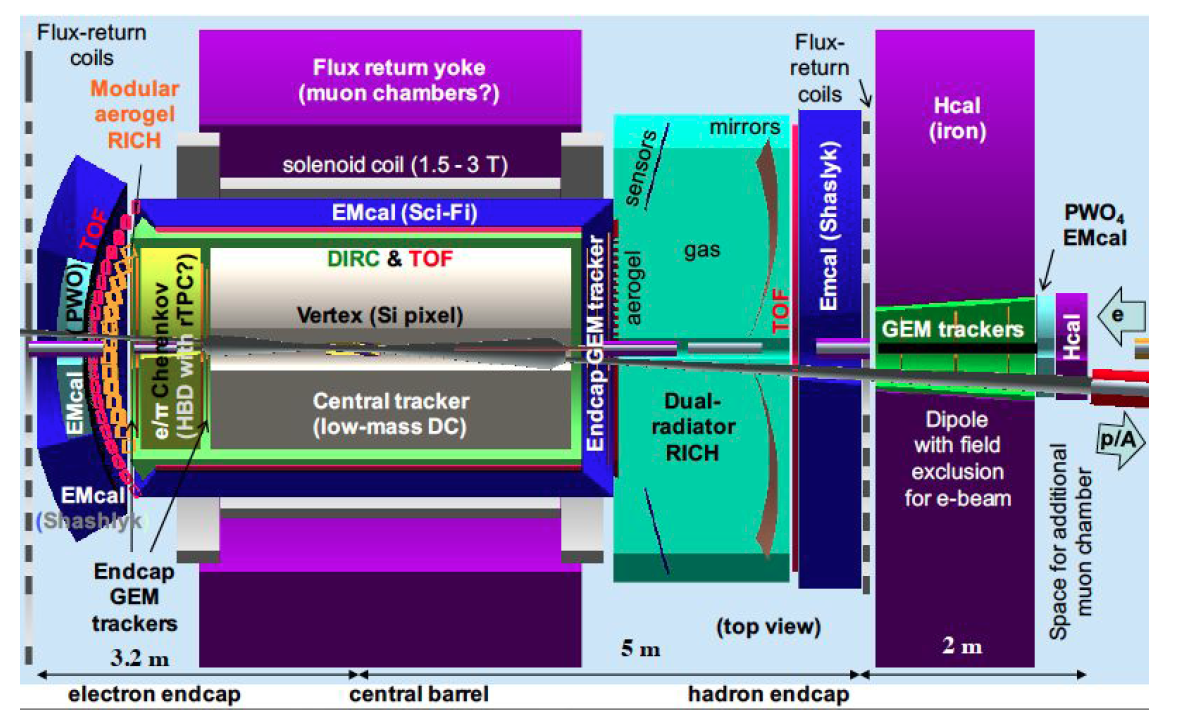 Flux-return
coils
Modular
aerogel
RICH
Flux return yoke
(muon chambers?)
solenoid coil (1.5 - 3 T)
EMcal (Sci-Fi)
DIRC & TOF
Vertex (Si pixel)
Central tracker
(low-mass DC)
TOF
EMcal (PWO)
EMcal
(Shashlyk)
e/π Cherenkov
(HBD with rTPC?)
Endcap
GEM
trackers
Endcap GEM tracker
aerogel
sensors
mirrors
gas
Dual-
radiator
RICH
TOF
Flux-
return
coils
Emcal (Shaslyk)
Hcal
(iron)
GEM trackers
Dipole
with field
exclusion
for e-beam
PWO4
EMcal
Hcal
e
p/A
Space for additional
muon chamber
(top view)
3.2 m
5 m
2 m
electron endcap
central barrel
hadron endcap